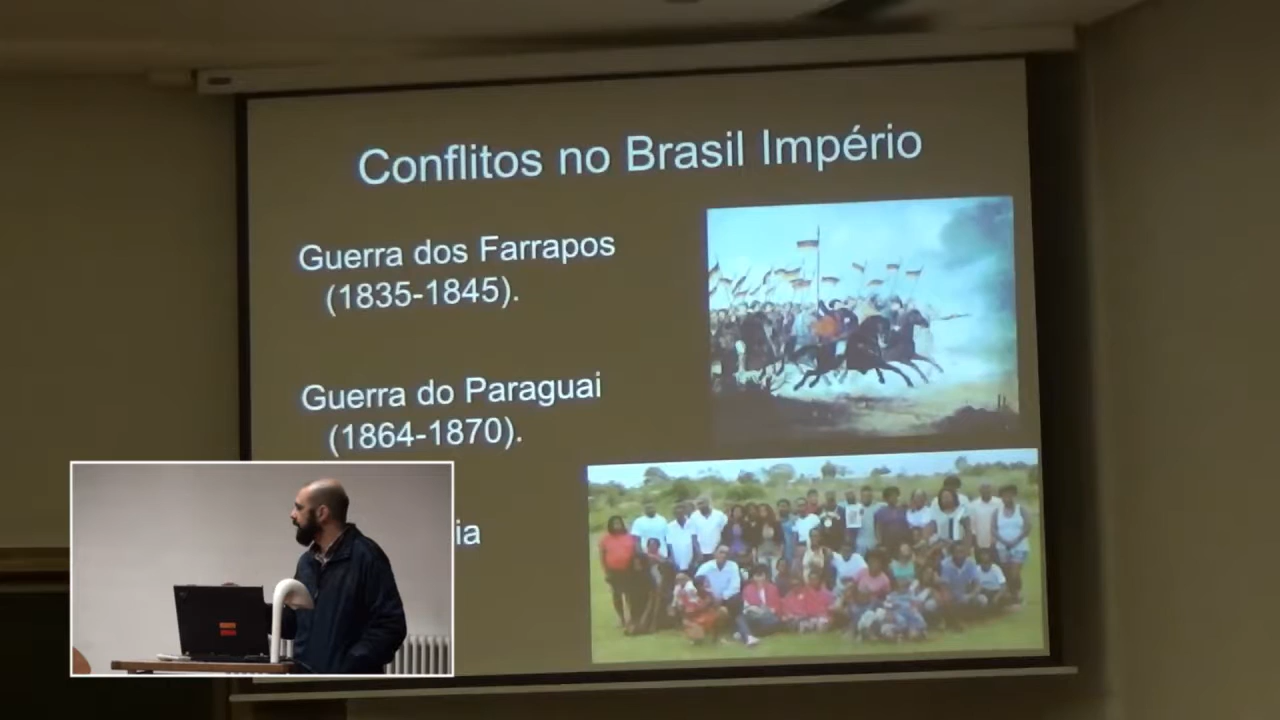 Conflitos no Brasil Império
Guerra dos Farrapos
(1835-1845).
Guerra do Paraguai
(1864-1870).